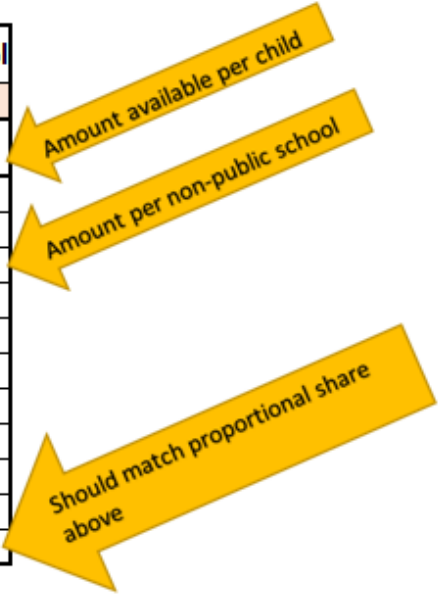 l
Amount available per child
Amount per non-public school
Should match proportional share
above